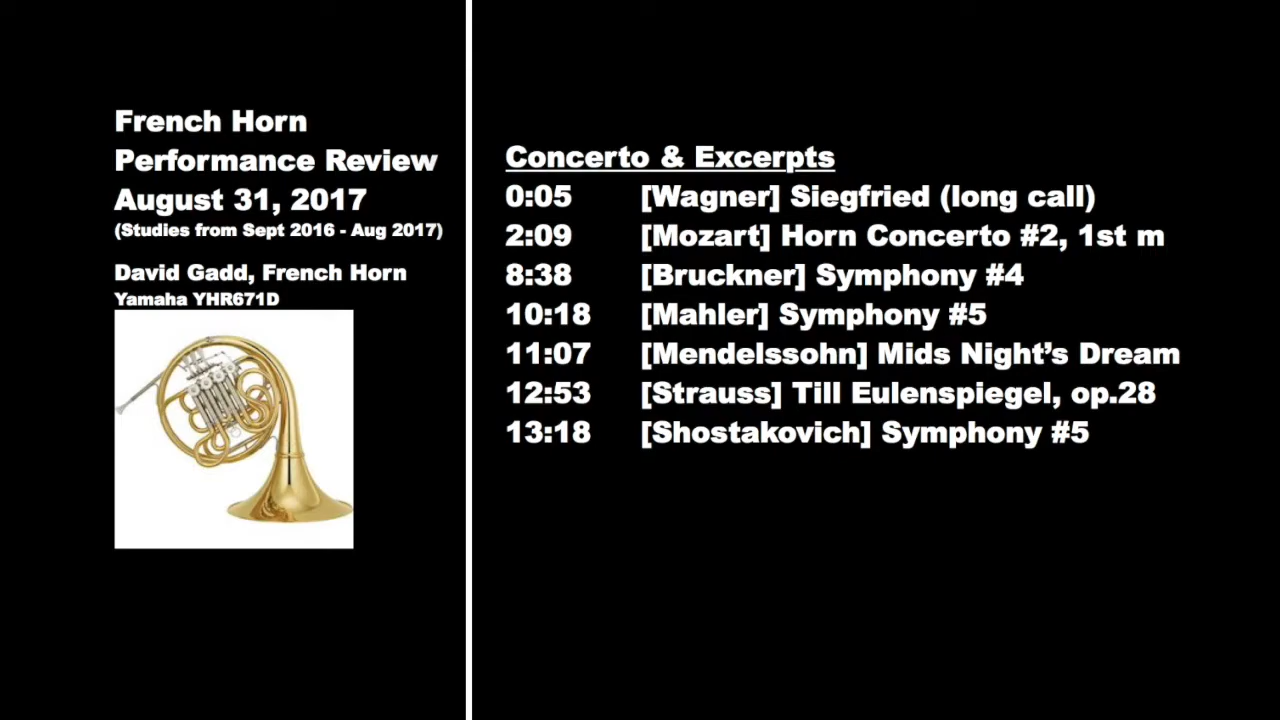 French Horn
Performance Review
August 31, 2017
(Studies from Sept 2016 - Aug 2017)
David Gadd, French Horn
Yamaha YHR671D
Concerto & Excerpts
0:05 [Wagner] Siegfried (long call)
2:09 [Mozart] Horn Concerto #2, 1st m
8:38 [Bruckner] Symphony #4
10:18 [Mahler] Symphony #5
11:07 [Mendelssohn] Mids Night’s Dream
12:53 [Strauss] Till Eulenspiegel, op.28
13:18 [Shostakovich] Symphony #5